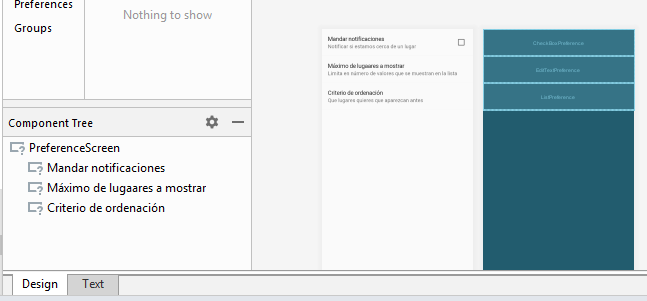 Preferences
Groups
Nothing to show
Component Tree
PreferenceScreen
Mandar notificaciones
Máximo de lugaares a mostrar
Criterio de ordenación
Design
Text
Mandar notificaciones
Notificar si estamos cerca de un lugar
Máximo de lugaares a mostrar
Limita en número de valores que se muestran en la lista
Criterio de ordenación
Que lugares quieres que aparezcan antes
CheckBoxPreference
EditTextPreference
ListPreference